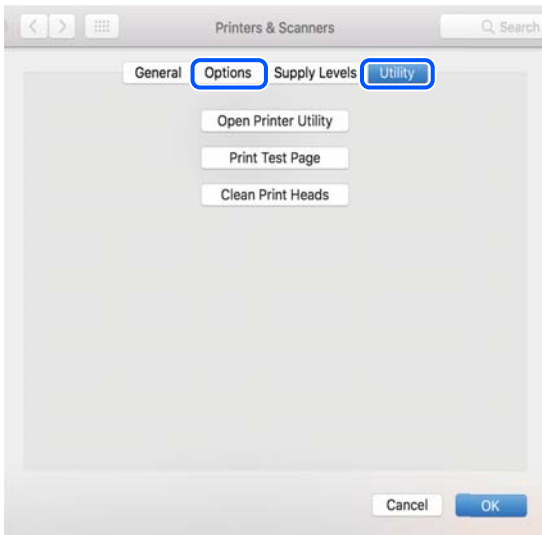 Printers & Scanners Search
General Options Supply Levels Utility
Open Printer Utility
Print Test Page
Clean Print Heads
Cancel OK